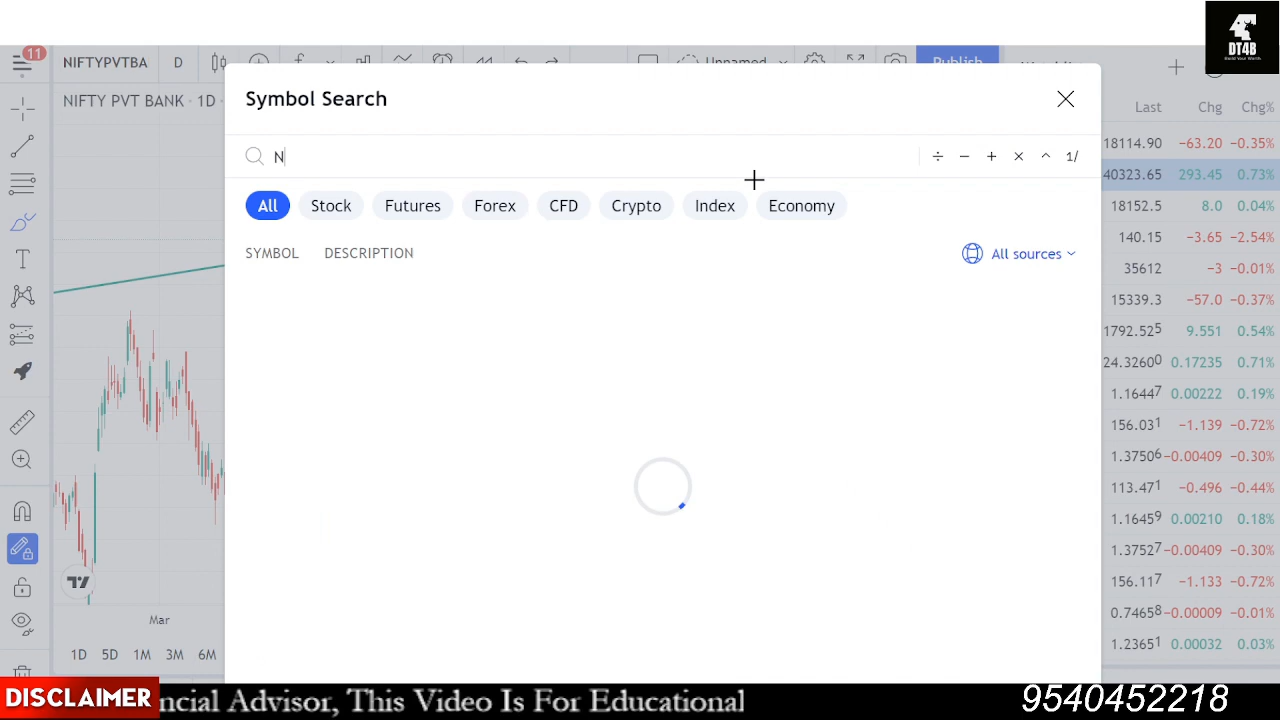 DT4B
Build Your Worth.
11
NIFTYPVTBA
D
Unnamed
Publish
NIFTY PVT BANK · 1D
Symbol Search
N
÷ − + × ^ 1/
All
Stock
Futures
Forex
CFD
Crypto
Index
Economy
SYMBOL
DESCRIPTION
All sources
Last Chg Chg%
18114.90 −63.20 −0.35%
40323.65 293.45 0.73%
18152.5 8.0 0.04%
140.15 −3.65 −2.54%
35612 −3 −0.01%
15339.3 −57.0 −0.37%
1792.525 9.551 0.54%
24.3260 0.17235 0.71%
1.16447 0.00222 0.19%
156.031 −1.139 −0.72%
1.37506 −0.00409 −0.30%
113.471 −0.496 −0.44%
1.16459 0.00210 0.18%
1.37527 −0.00409 −0.30%
156.117 −1.133 −0.72%
0.74658 −0.00009 −0.01%
1.23651 0.00032 0.03%
Mar
1D 5D 1M 3M 6M
DISCLAIMER
ncial Advisor, This Video Is For Educational
9540452218